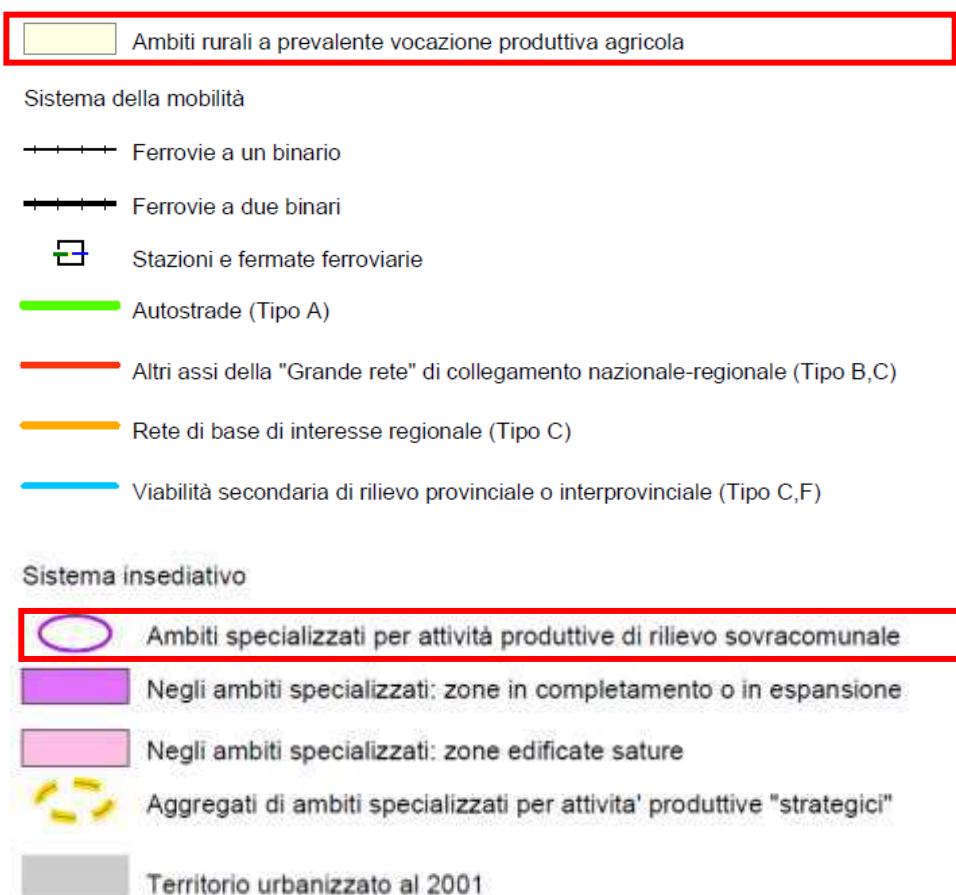 Ambiti rurali a prevalente vocazione produttiva agricola
Sistema della mobilità
Ferrovie a un binario
Ferrovie a due binari
Stazioni e fermate ferroviarie
Autostrade (Tipo A)
Altri assi della "Grande rete" di collegamento nazionale-regionale (Tipo B,C)
Rete di base di interesse regionale (Tipo C)
Viabilità secondaria di rilievo provinciale o interprovinciale (Tipo C,F)
Sistema insediativo
Ambiti specializzati per attività produttive di rilievo sovracomunale
Negli ambiti specializzati: zone in completamento o in espansione
Negli ambiti specializzati: zone edificate sature
Aggregati di ambiti specializzati per attivita' produttive "strategici"
Territorio urbanizzato al 2001